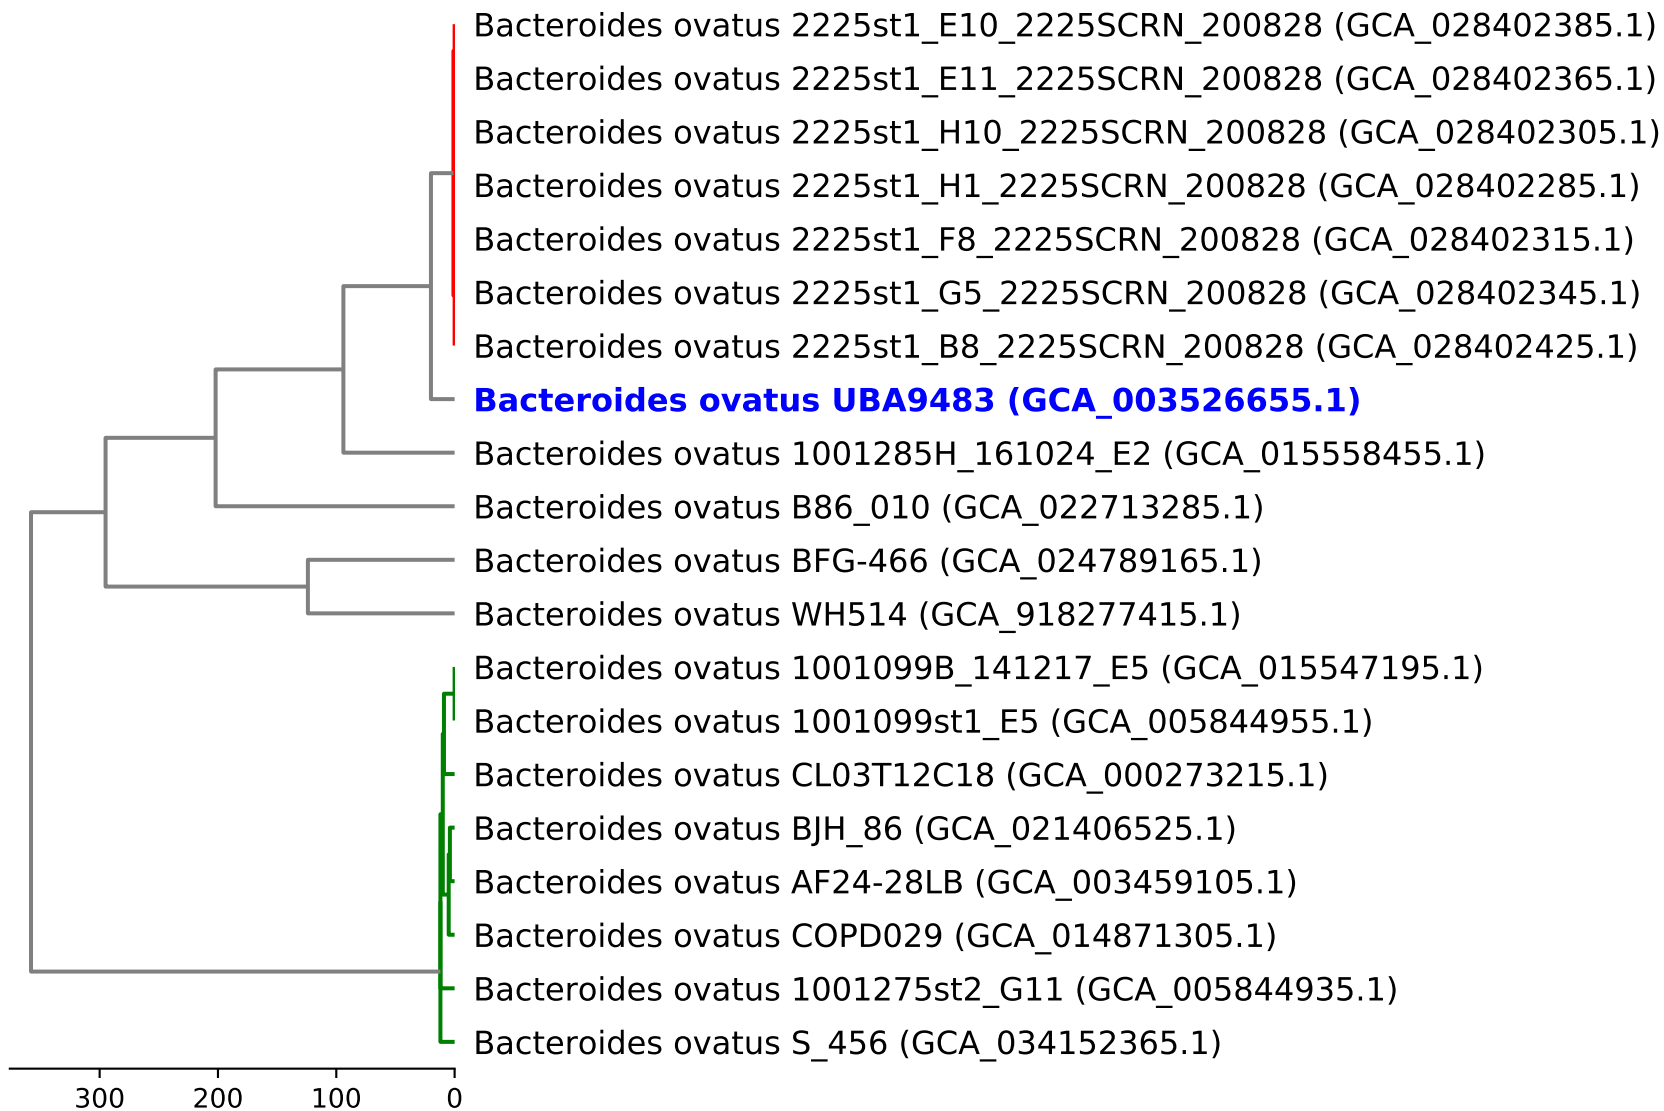 Bacteroides ovatus 2225st1_E10_2225SCRN_200828 (GCA_028402385.1)
Bacteroides ovatus 2225st1_E11_2225SCRN_200828 (GCA_028402365.1)
Bacteroides ovatus 2225st1_H10_2225SCRN_200828 (GCA_028402305.1)
Bacteroides ovatus 2225st1_H1_2225SCRN_200828 (GCA_028402285.1)
Bacteroides ovatus 2225st1_F8_2225SCRN_200828 (GCA_028402315.1)
Bacteroides ovatus 2225st1_G5_2225SCRN_200828 (GCA_028402345.1)
Bacteroides ovatus 2225st1_B8_2225SCRN_200828 (GCA_028402425.1)
Bacteroides ovatus UBA9483 (GCA_003526655.1)
Bacteroides ovatus 1001285H_161024_E2 (GCA_015558455.1)
Bacteroides ovatus B86_010 (GCA_022713285.1)
Bacteroides ovatus BFG-466 (GCA_024789165.1)
Bacteroides ovatus WH514 (GCA_918277415.1)
Bacteroides ovatus 1001099B_141217_E5 (GCA_015547195.1)
Bacteroides ovatus 1001099st1_E5 (GCA_005844955.1)
Bacteroides ovatus CL03T12C18 (GCA_000273215.1)
Bacteroides ovatus BJH_86 (GCA_021406525.1)
Bacteroides ovatus AF24-28LB (GCA_003459105.1)
Bacteroides ovatus COPD029 (GCA_014871305.1)
Bacteroides ovatus 1001275st2_G11 (GCA_005844935.1)
Bacteroides ovatus S_456 (GCA_034152365.1)
300 200 100 0